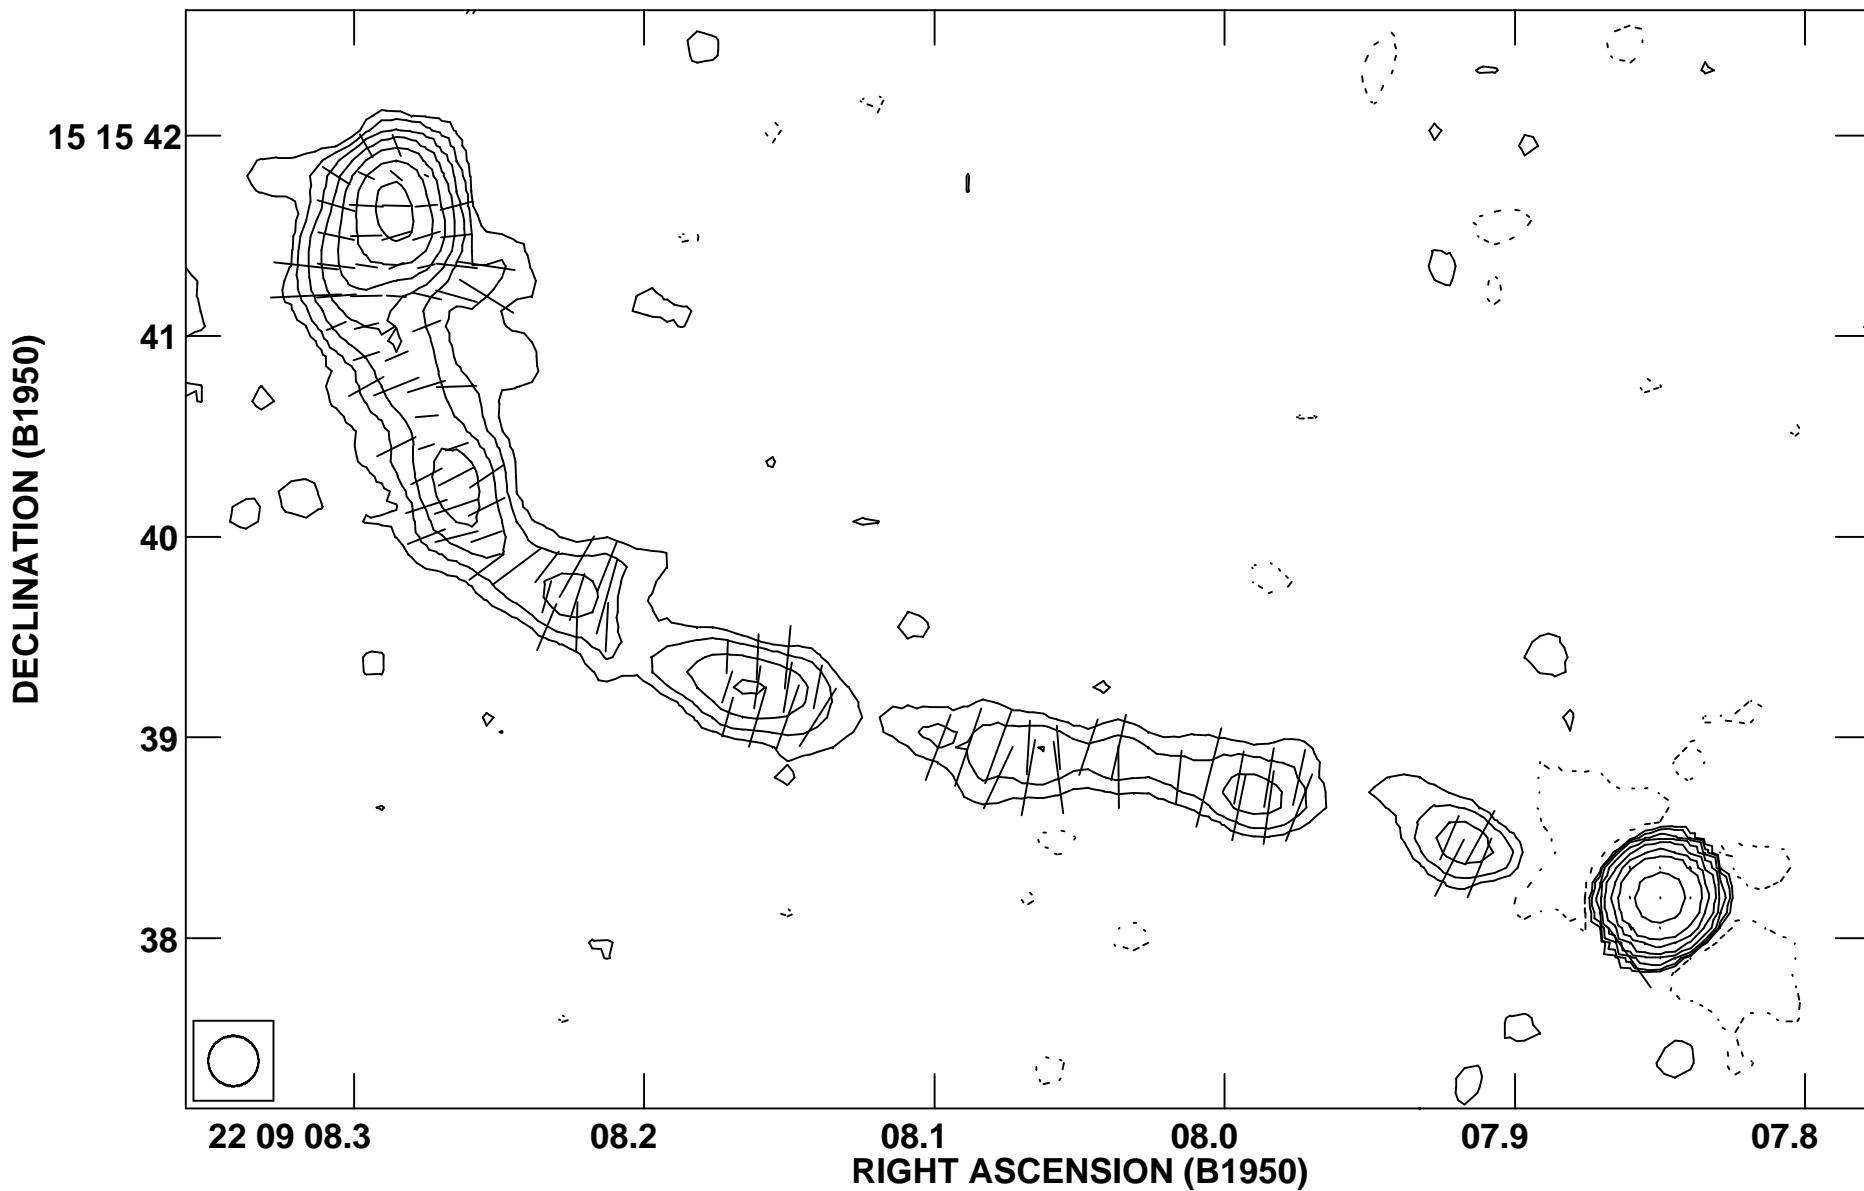 15 15 42
41
40
39
38
DECLINATION (B1950)
22 09 08.3 08.2 08.1 08.0 07.9 07.8
RIGHT ASCENSION (B1950)